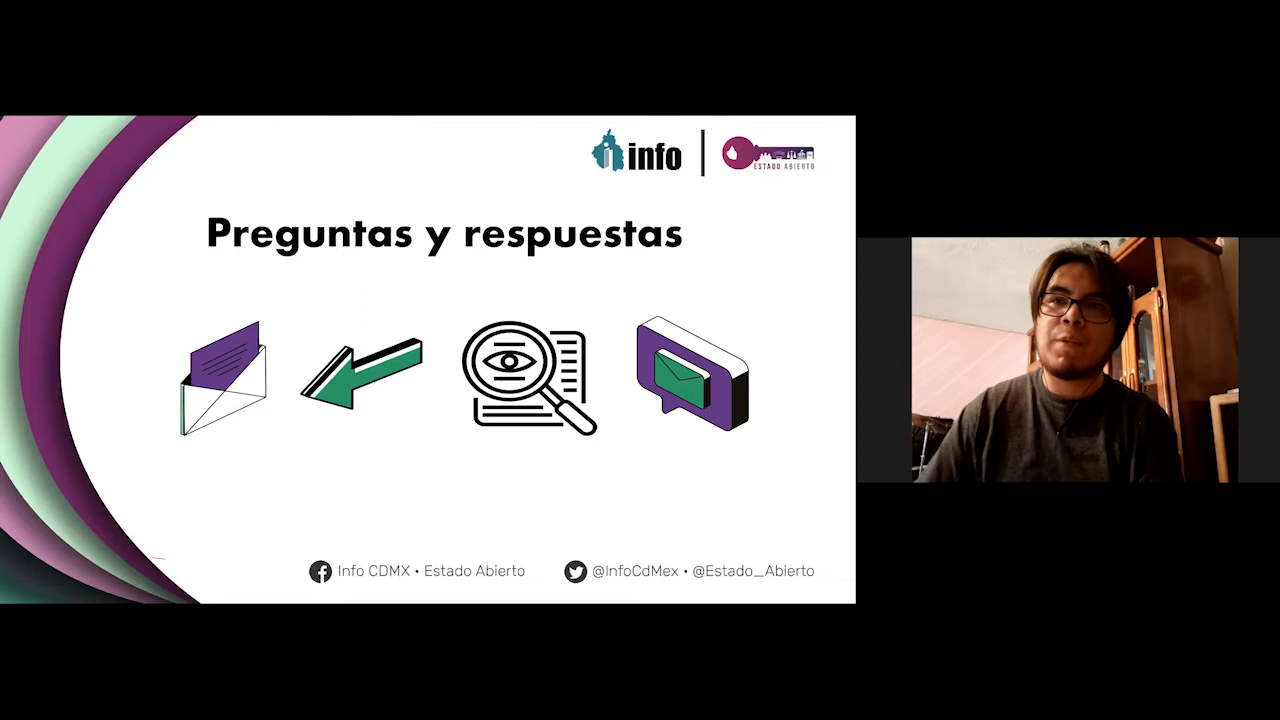 info
ESTADO ABIERTO
Preguntas y respuestas
Info CDMX • Estado Abierto
@InfoCdMex • @Estado_Abierto